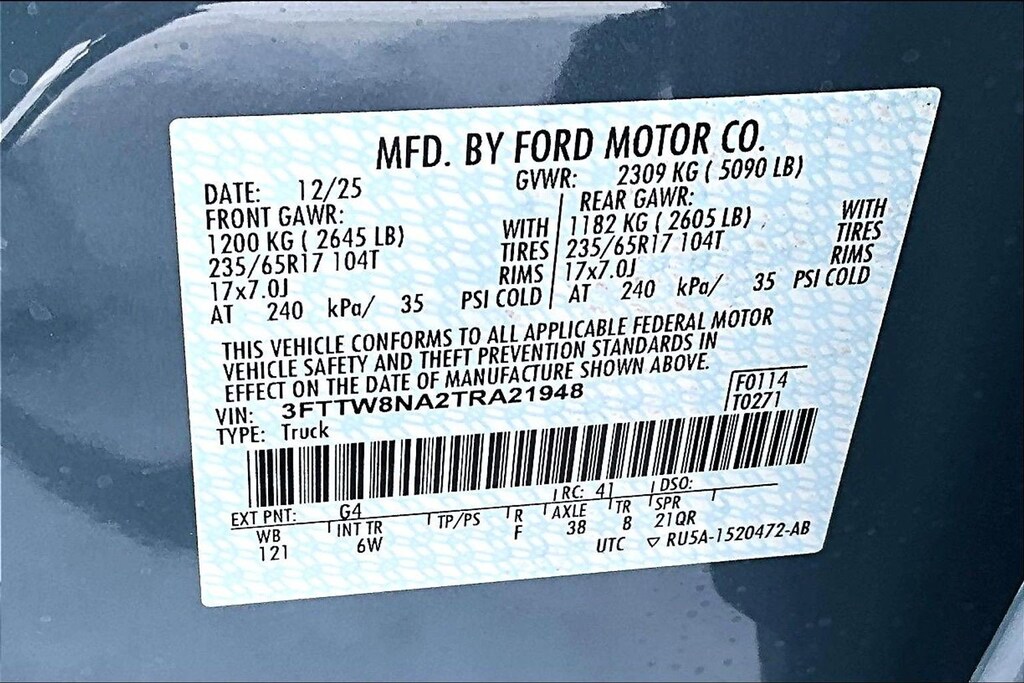 MFD. BY FORD MOTOR CO.
DATE: 12/25 GVWR: 2309 KG ( 5090 LB)
FRONT GAWR: REAR GAWR:
1200 KG ( 2645 LB) WITH 1182 KG ( 2605 LB) WITH
235/65R17 104T TIRES 235/65R17 104T TIRES
17x7.0J RIMS 17x7.0J RIMS
AT 240 kPa/ 35 PSI COLD AT 240 kPa/ 35 PSI COLD
THIS VEHICLE CONFORMS TO ALL APPLICABLE FEDERAL MOTOR
VEHICLE SAFETY AND THEFT PREVENTION STANDARDS IN
EFFECT ON THE DATE OF MANUFACTURE SHOWN ABOVE.
VIN: 3FTTW8NA2TRA21948 F0114
TYPE: Truck T0271
EXT PNT: G4 RC: 41 DSO:
WB INT TR TP/PS R AXLE TR SPR
121 6W F 38 8 21QR
UTC ▽ RU5A-1520472-AB